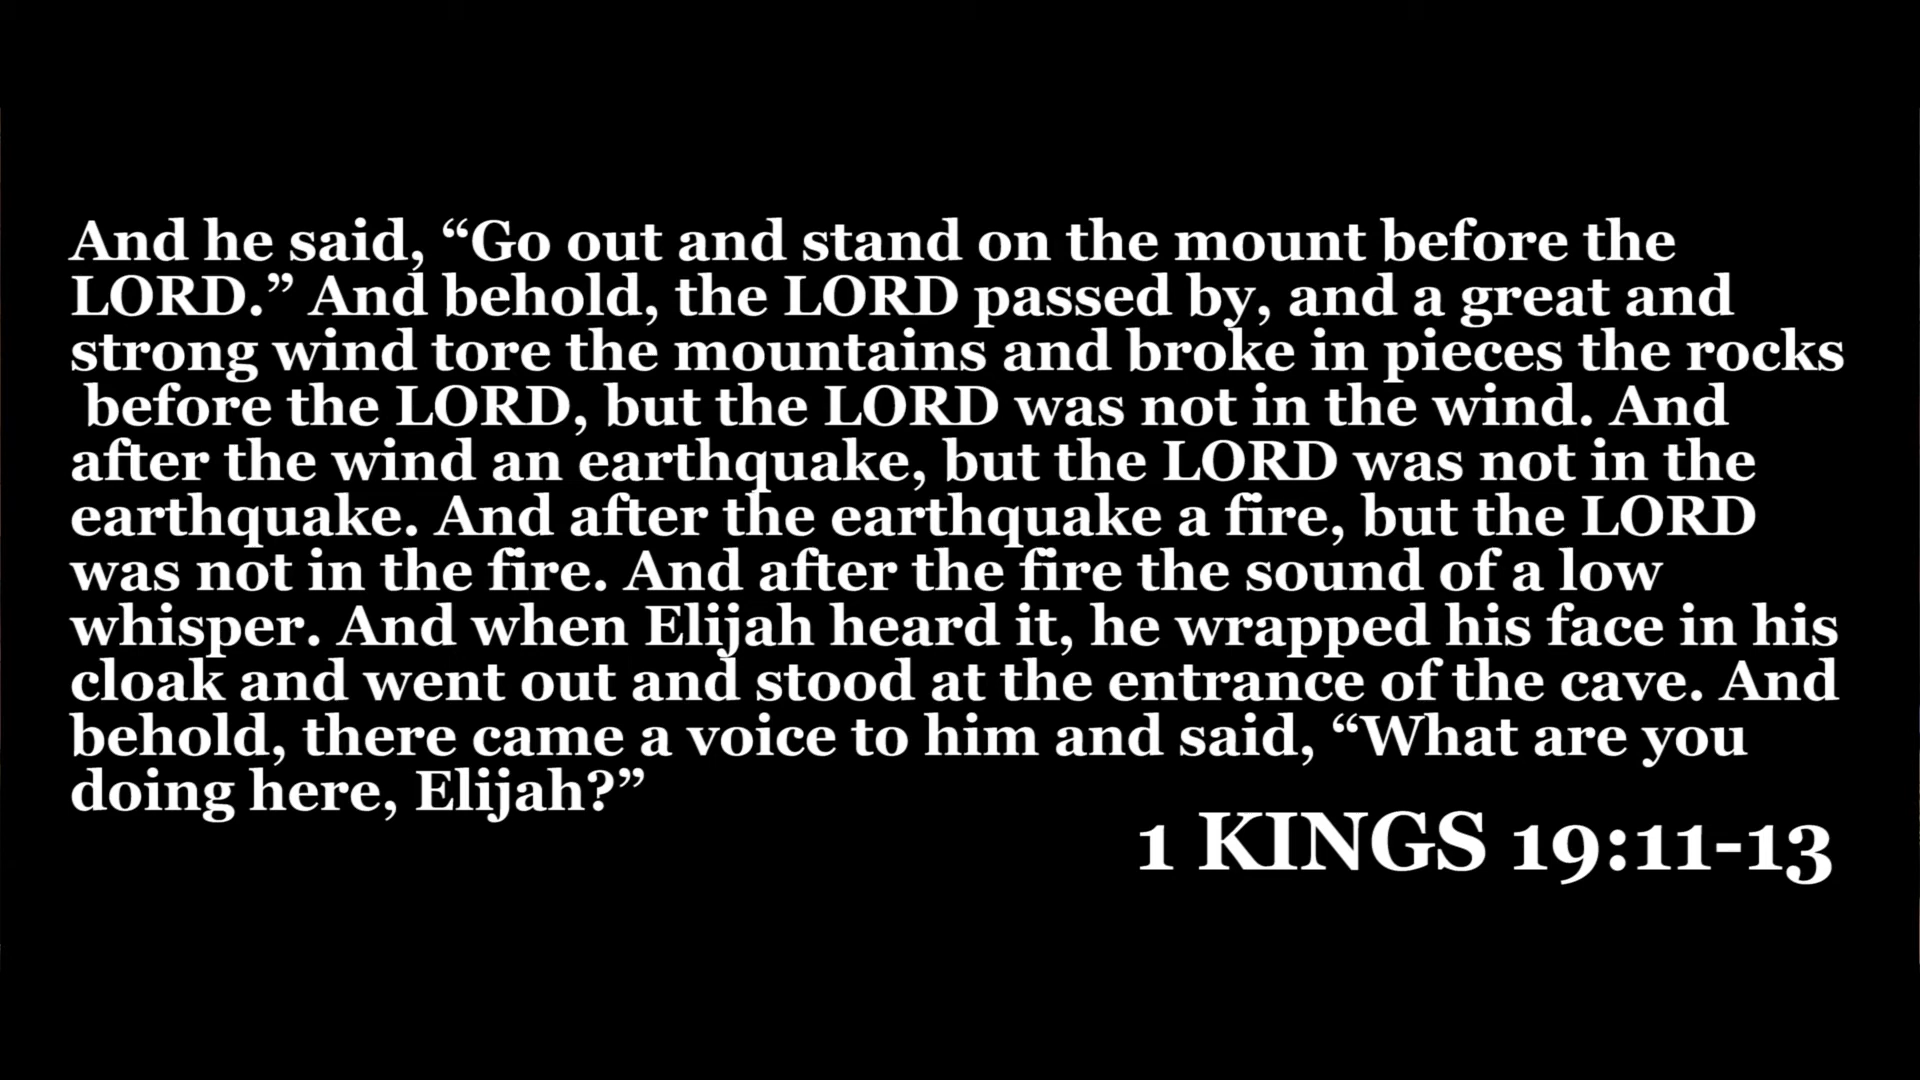 And he said, “Go out and stand on the mount before the
LORD.” And behold, the LORD passed by, and a great and
strong wind tore the mountains and broke in pieces the rocks
before the LORD, but the LORD was not in the wind. And
after the wind an earthquake, but the LORD was not in the
earthquake. And after the earthquake a fire, but the LORD
was not in the fire. And after the fire the sound of a low
whisper. And when Elijah heard it, he wrapped his face in his
cloak and went out and stood at the entrance of the cave. And
behold, there came a voice to him and said, “What are you
doing here, Elijah?”
1 KINGS 19:11-13